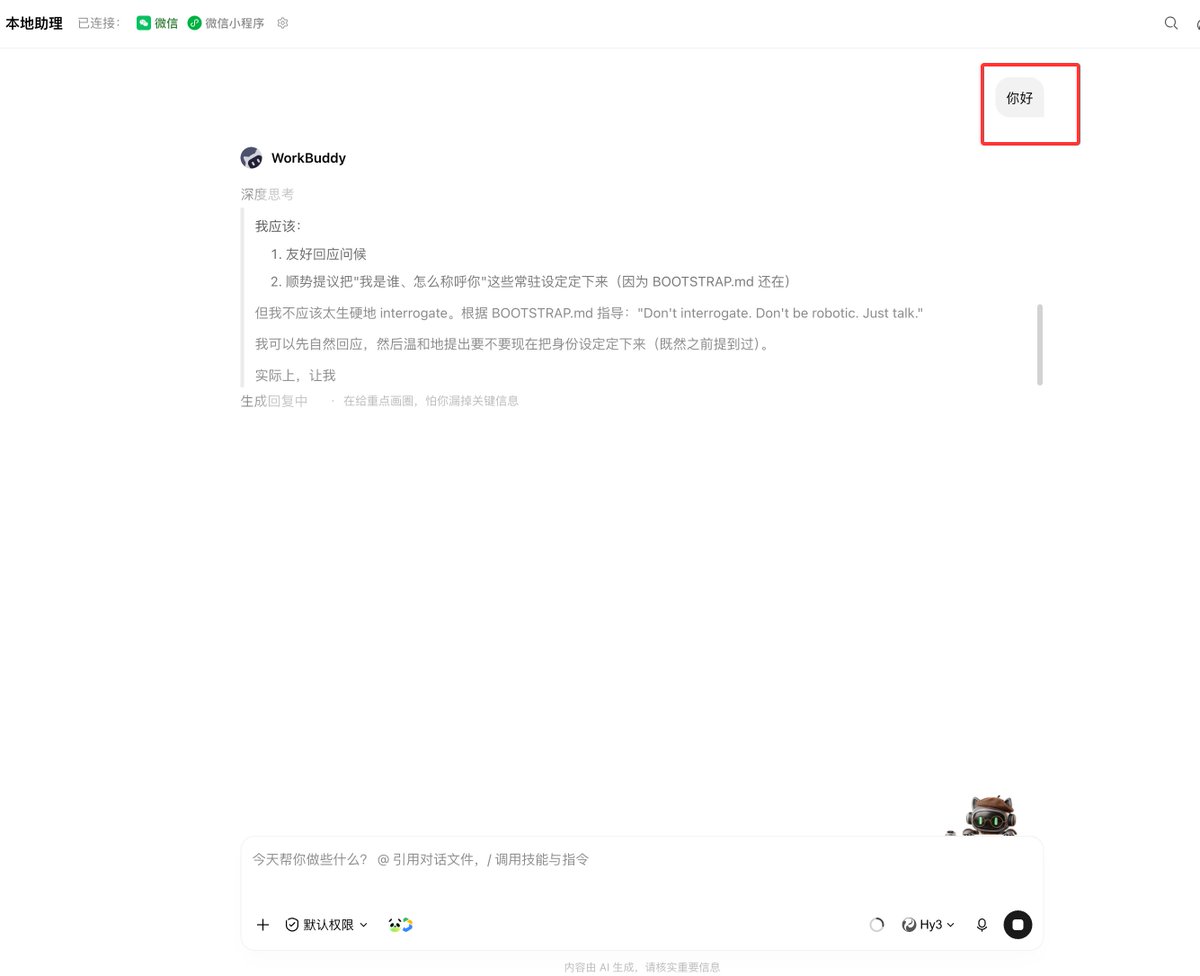 本地助理 已连接： 微信 微信小程序
你好
WorkBuddy
深度思考
我应该：
1. 友好回应问候
2. 顺势提议把"我是谁、怎么称呼你"这些常驻设定定下来（因为 BOOTSTRAP.md 还在）
但我不应该太生硬地 interrogate。根据 BOOTSTRAP.md 指导："Don't interrogate. Don't be robotic. Just talk."
我可以先自然回应，然后温和地提出要不要现在把身份设定定下来（既然之前提到过）。
实际上，让我
生成回复中 · 在给重点画圈，怕你漏掉关键信息
今天帮你做些什么？ @ 引用对话文件，/ 调用技能与指令
默认权限 Hy3
内容由 AI 生成，请核实重要信息